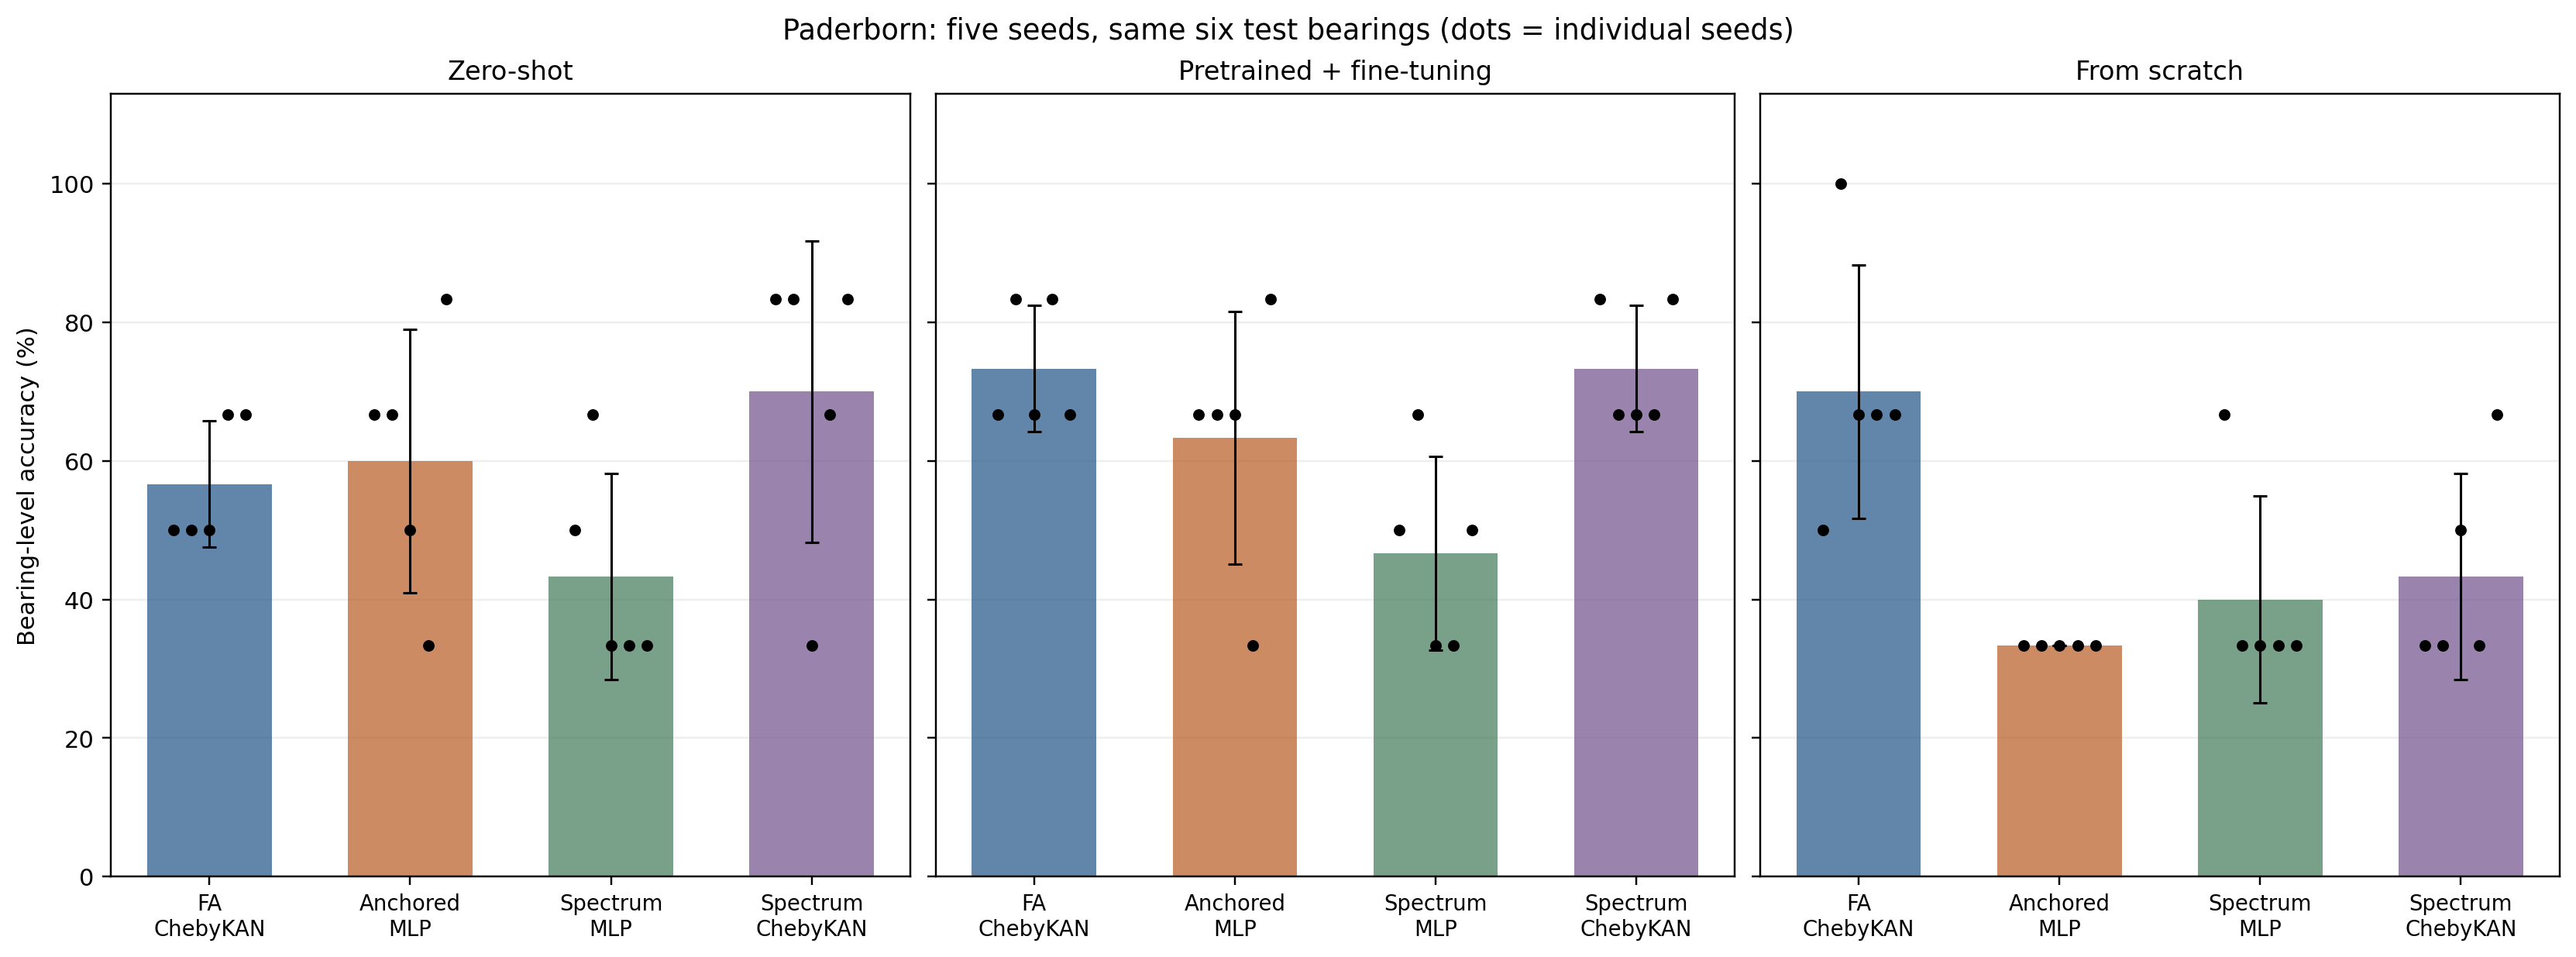 Paderborn: five seeds, same six test bearings (dots = individual seeds)
Zero-shot
Pretrained + fine-tuning
From scratch
Bearing-level accuracy (%)
100
80
60
40
20
0
FA
ChebyKAN
Anchored
MLP
Spectrum
MLP
Spectrum
ChebyKAN
FA
ChebyKAN
Anchored
MLP
Spectrum
MLP
Spectrum
ChebyKAN
FA
ChebyKAN
Anchored
MLP
Spectrum
MLP
Spectrum
ChebyKAN